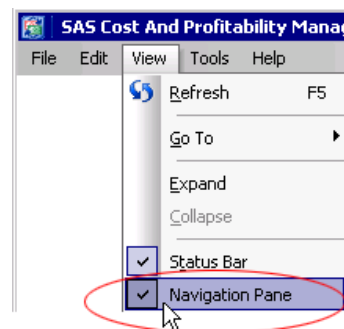 SAS Cost And Profitability Mana
File Edit View Tools Help
Refresh F5
Go To
Expand
Collapse
Status Bar
Navigation Pane